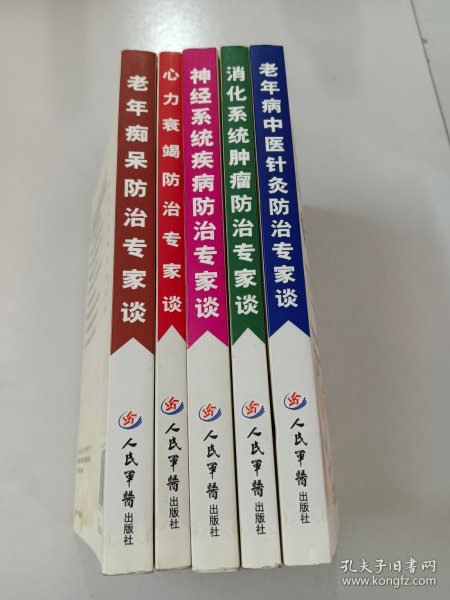 老年痴呆防治专家谈
人民军医出版社
心力衰竭防治专家谈
人民军医出版社
神经系统疾病防治专家谈
人民军医出版社
消化系统肿瘤防治专家谈
人民军医出版社
老年病中医针灸防治专家谈
人民军医出版社
孔夫子旧书网
www.kongfz.com